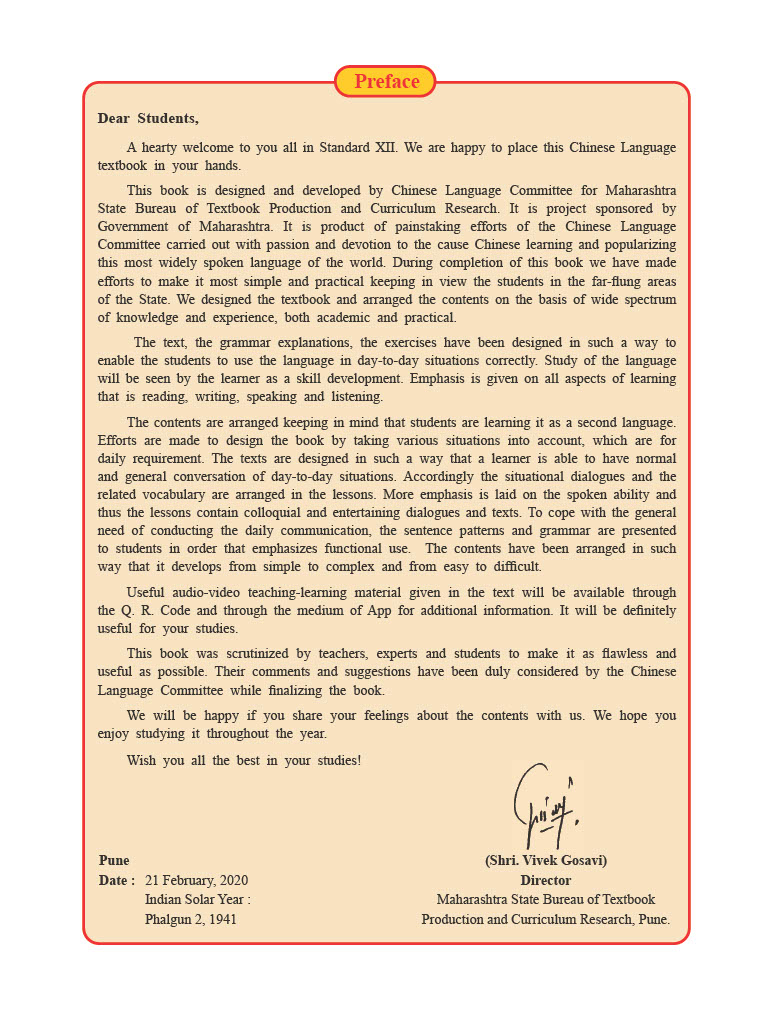 Preface
Dear Students,
A hearty welcome to you all in Standard XII. We are happy to place this Chinese Language
textbook in your hands.
This book is designed and developed by Chinese Language Committee for Maharashtra
State Bureau of Textbook Production and Curriculum Research. It is project sponsored by
Government of Maharashtra. It is product of painstaking efforts of the Chinese Language
Committee carried out with passion and devotion to the cause Chinese learning and popularizing
this most widely spoken language of the world. During completion of this book we have made
efforts to make it most simple and practical keeping in view the students in the far-flung areas
of the State. We designed the textbook and arranged the contents on the basis of wide spectrum
of knowledge and experience, both academic and practical.
The text, the grammar explanations, the exercises have been designed in such a way to
enable the students to use the language in day-to-day situations correctly. Study of the language
will be seen by the learner as a skill development. Emphasis is given on all aspects of learning
that is reading, writing, speaking and listening.
The contents are arranged keeping in mind that students are learning it as a second language.
Efforts are made to design the book by taking various situations into account, which are for
daily requirement. The texts are designed in such a way that a learner is able to have normal
and general conversation of day-to-day situations. Accordingly the situational dialogues and the
related vocabulary are arranged in the lessons. More emphasis is laid on the spoken ability and
thus the lessons contain colloquial and entertaining dialogues and texts. To cope with the general
need of conducting the daily communication, the sentence patterns and grammar are presented
to students in order that emphasizes functional use. The contents have been arranged in such
way that it develops from simple to complex and from easy to difficult.
Useful audio-video teaching-learning material given in the text will be available through
the Q. R. Code and through the medium of App for additional information. It will be definitely
useful for your studies.
This book was scrutinized by teachers, experts and students to make it as flawless and
useful as possible. Their comments and suggestions have been duly considered by the Chinese
Language Committee while finalizing the book.
We will be happy if you share your feelings about the contents with us. We hope you
enjoy studying it throughout the year.
Wish you all the best in your studies!
Pune
Date : 21 February, 2020
Indian Solar Year :
Phalgun 2, 1941
(Shri. Vivek Gosavi)
Director
Maharashtra State Bureau of Textbook
Production and Curriculum Research, Pune.